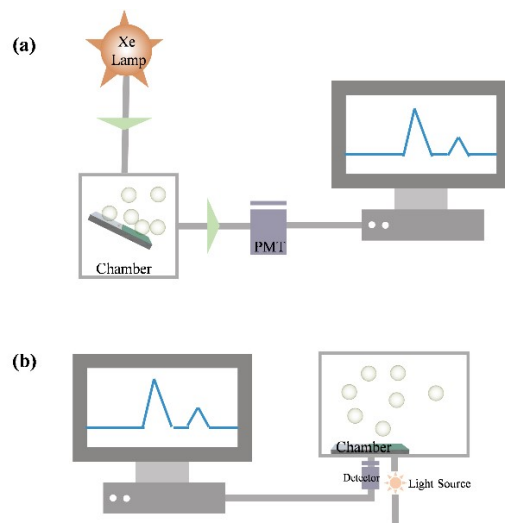 (a)
Xe
Lamp
Chamber
PMT
(b)
Chamber
Detector
Light Source